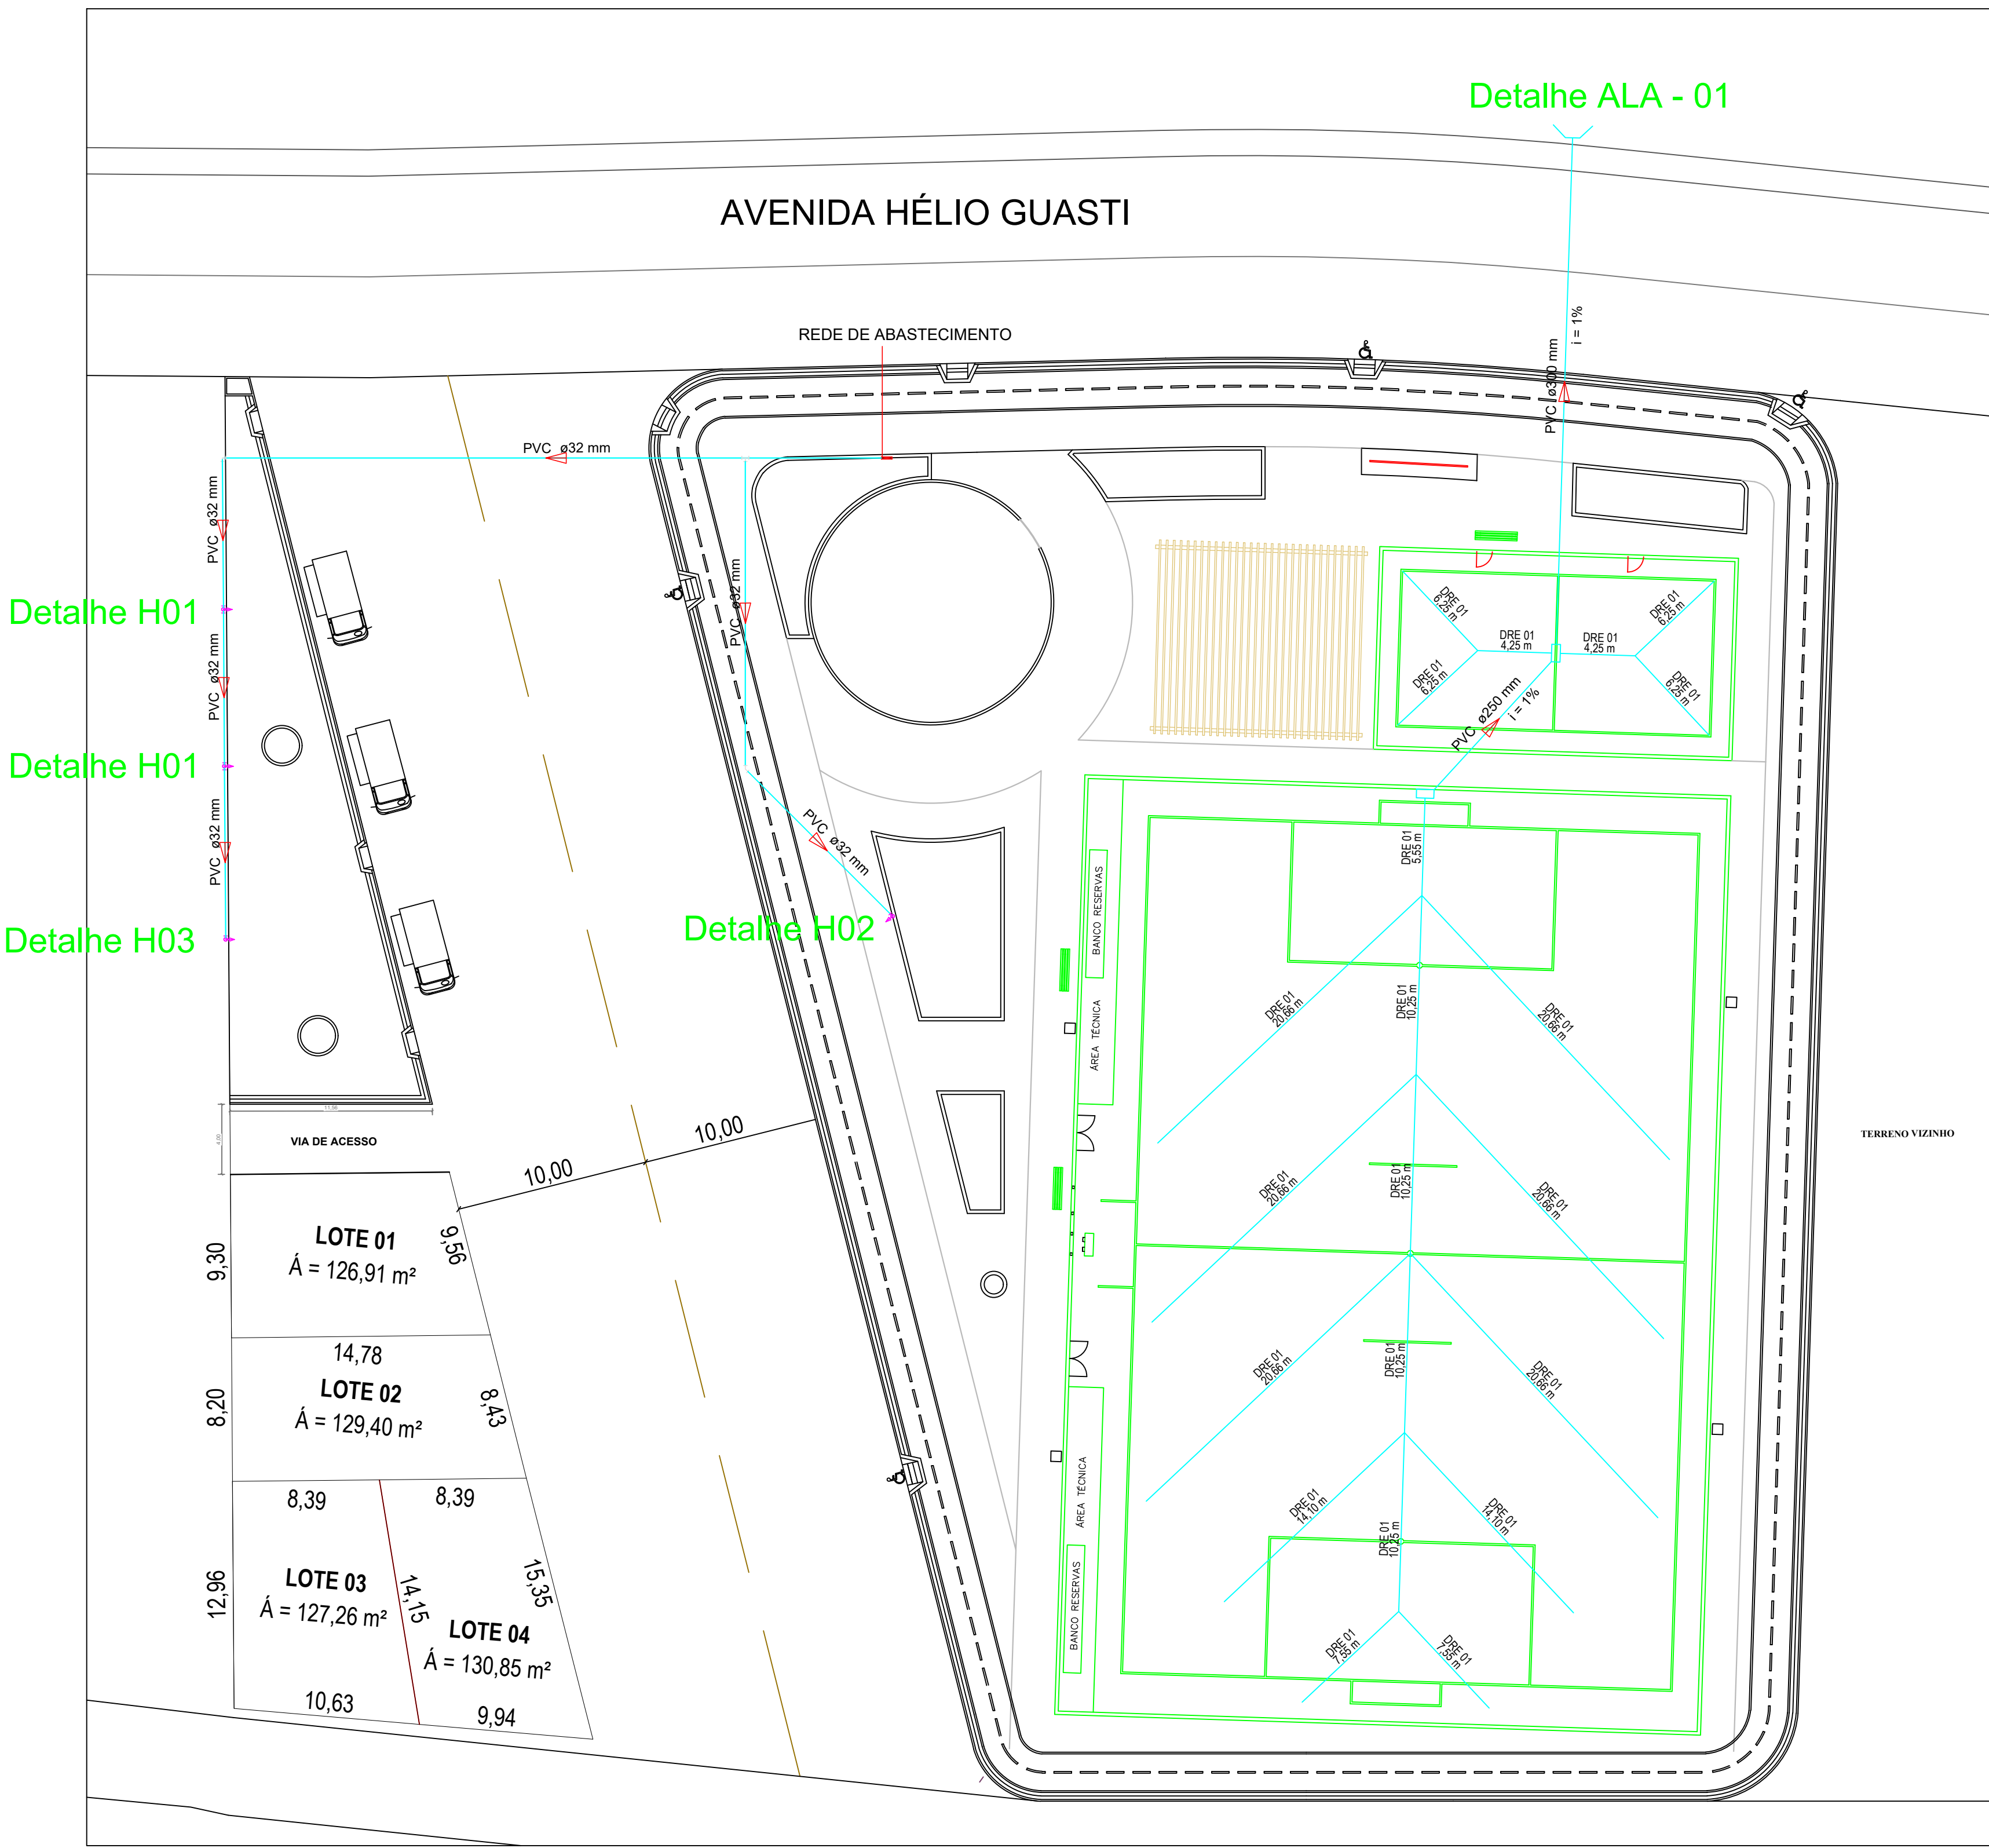 Detalhe ALA - 01
AVENIDA HÉLIO GUASTI
i = 1%
PVC ø300 mm
REDE DE ABASTECIMENTO
PVC ø32 mm
PVC ø32 mm
Detalhe H01
PVC ø32 mm
PVC ø32 mm
Detalhe H01
PVC ø32 mm
PVC ø32 mm
Detalhe H03
Detalhe H02
DRE 01
6,25 m
DRE 01
6,25 m
DRE 01
4,25 m
DRE 01
4,25 m
DRE 01
6,25 m
DRE 01
6,25 m
PVC ø250 mm
i = 1%
DRE 01
5,55 m
BANCO RESERVAS
ÁREA TÉCNICA
DRE 01
20,66 m
DRE 01
10,25 m
DRE 01
20,66 m
11,56
4,00
VIA DE ACESSO
10,00
10,00
TERRENO VIZINHO
DRE 01
20,66 m
DRE 01
10,25 m
DRE 01
20,66 m
LOTE 01
Á = 126,91 m²
9,30
9,56
14,78
LOTE 02
Á = 129,40 m²
8,20
8,43
DRE 01
20,66 m
DRE 01
10,25 m
DRE 01
20,66 m
8,39
8,39
LOTE 03
Á = 127,26 m²
12,96
14,15
15,35
LOTE 04
Á = 130,85 m²
10,63
9,94
ÁREA TÉCNICA
BANCO RESERVAS
DRE 01
14,10 m
DRE 01
10,25 m
DRE 01
14,10 m
DRE 01
7,55 m
DRE 01
7,55 m